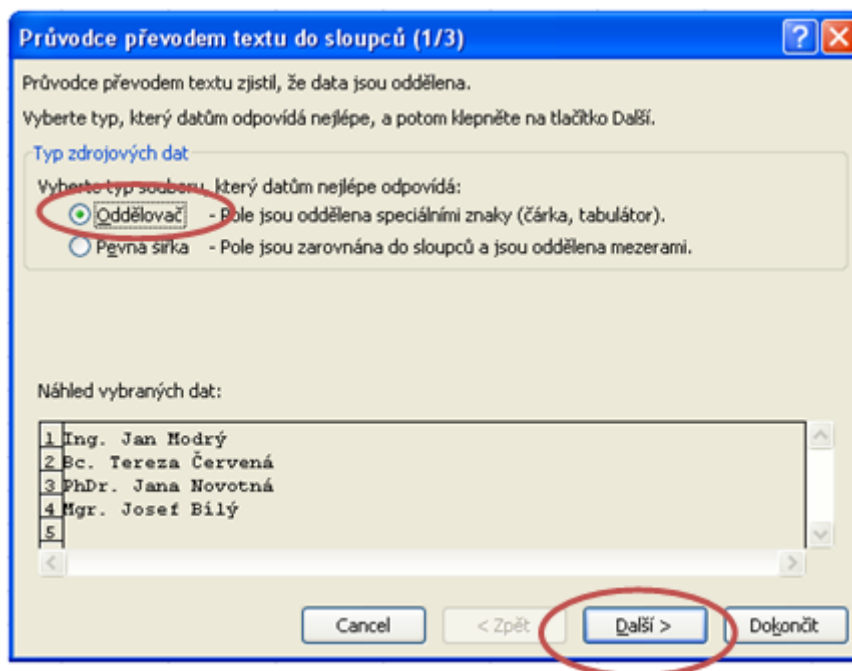 Průvodce převodem textu do sloupců (1/3)
Průvodce převodem textu zjistil, že data jsou oddělena.
Vyberte typ, který datům odpovídá nejlépe, a potom klepněte na tlačítko Další.
Typ zdrojových dat
Vyberte typ souboru, který datům nejlépe odpovídá:
Oddělovač - Pole jsou oddělena speciálními znaky (čárka, tabulátor).
Pevná šířka - Pole jsou zarovnána do sloupců a jsou oddělena mezerami.
Náhled vybraných dat:
1 Ing. Jan Modrý
2 Bc. Tereza Červená
3 PhDr. Jana Novotná
4 Mgr. Josef Bílý
5
Cancel < Zpět Další > Dokončit